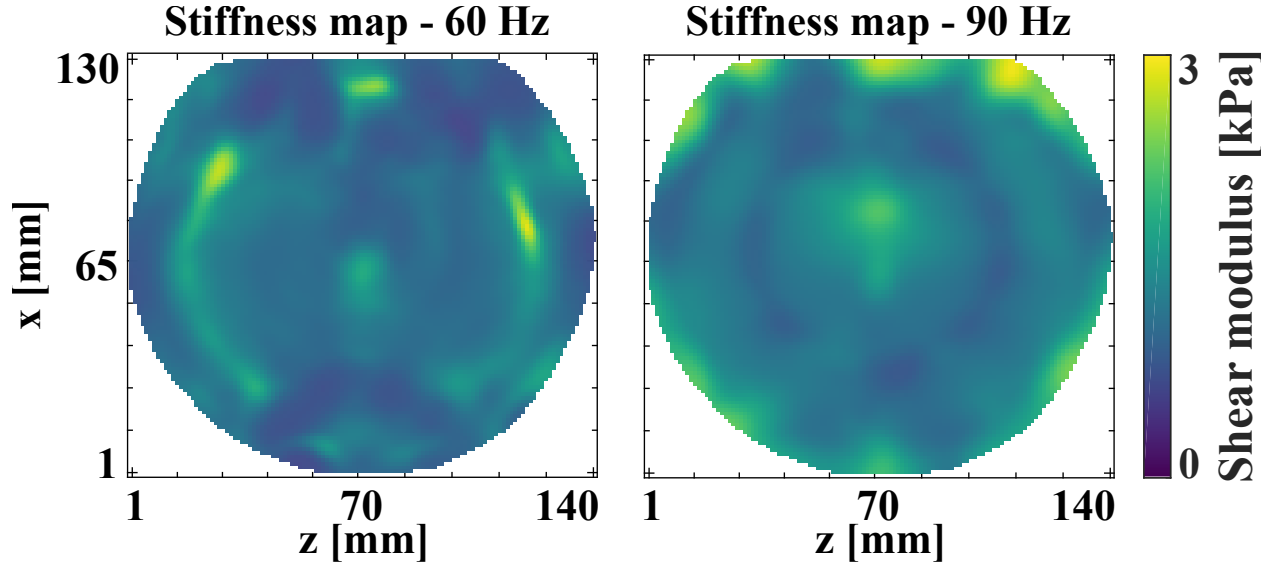 Stiffness map - 60 Hz
Stiffness map - 90 Hz
130
65
1
x [mm]
1 70 140
z [mm]
1 70 140
z [mm]
3
0
Shear modulus [kPa]